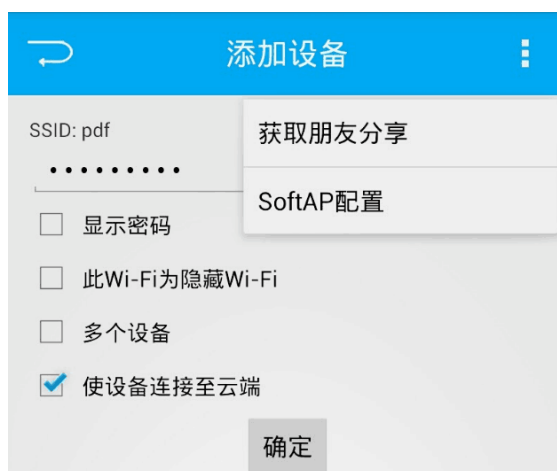 添加设备
SSID: pdf
获取朋友分享
•••••••••
SoftAP配置
显示密码
此Wi-Fi为隐藏Wi-Fi
多个设备
使设备连接至云端
确定